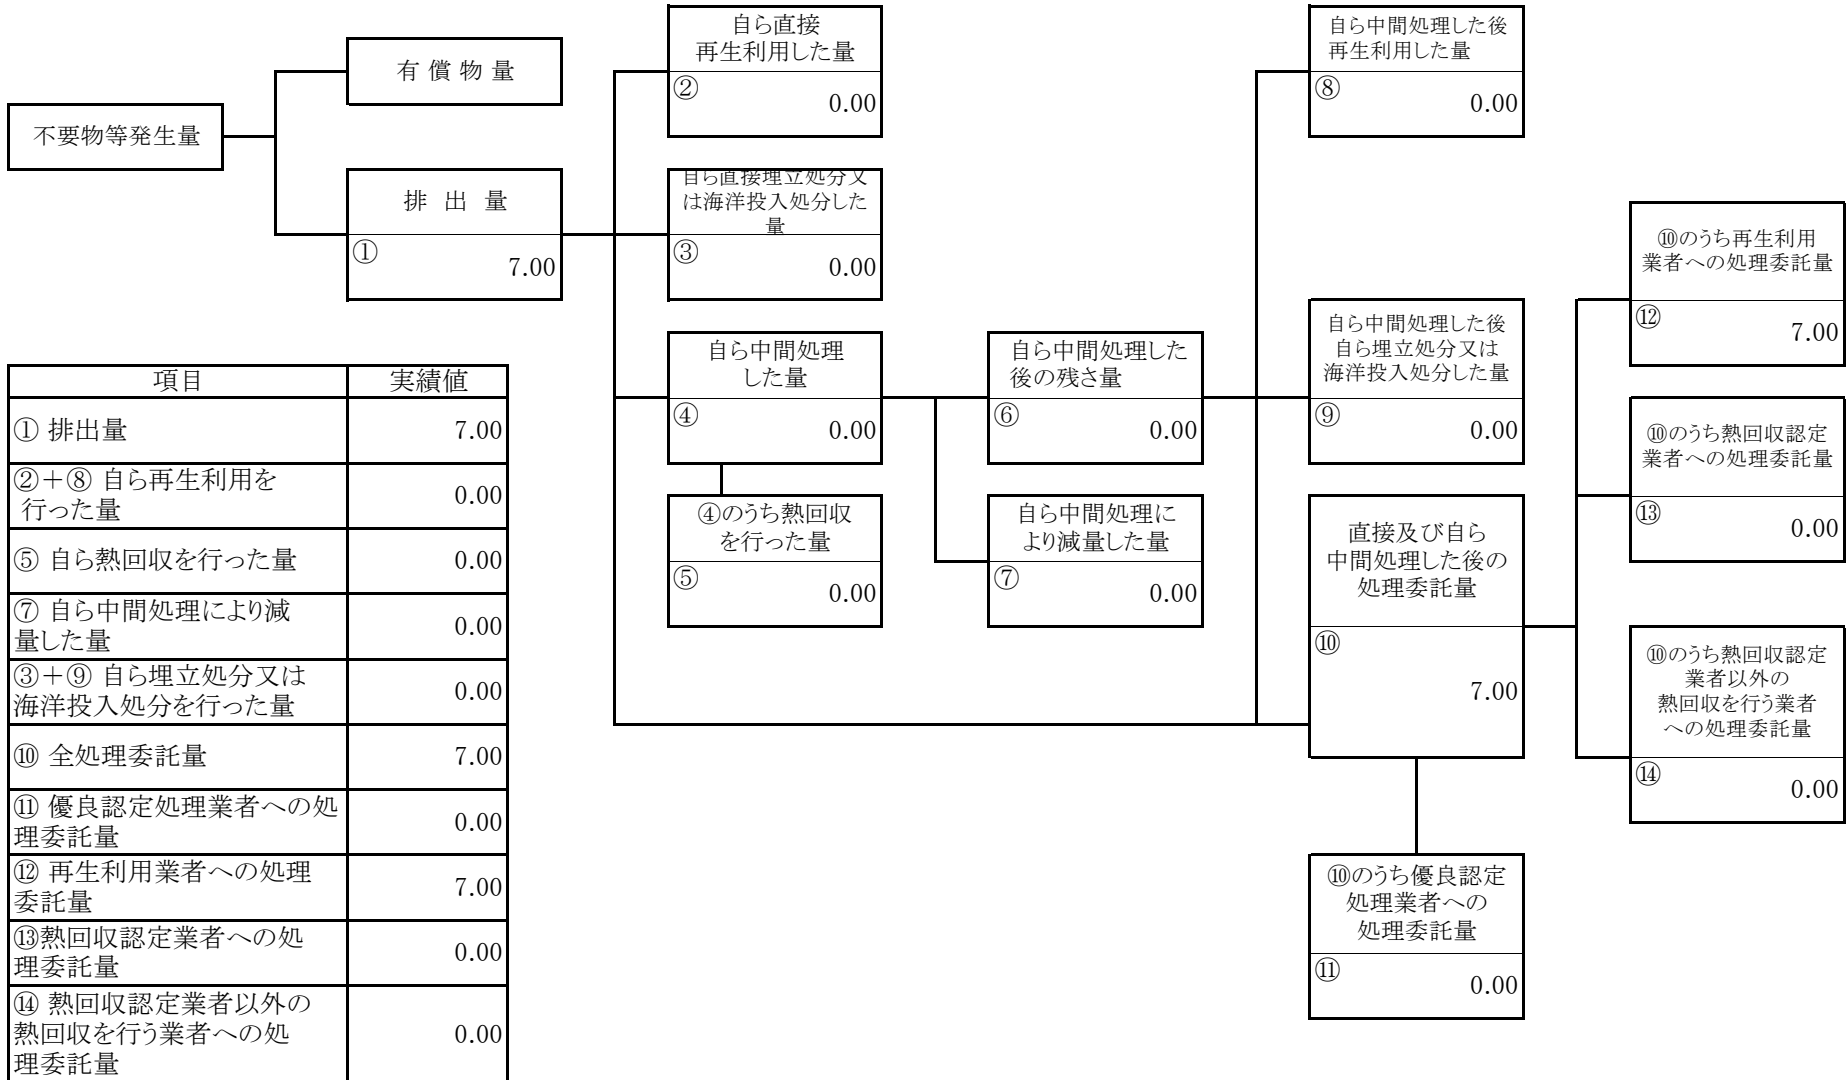 不要物等発生量
有 償 物 量
排 出 量
①
7.00
自ら直接
再生利用した量
②
0.00
自ら直接埋立処分又
は海洋投入処分した
量
③
0.00
自ら中間処理
した量
④
0.00
④のうち熱回収
を行った量
⑤
0.00
自ら中間処理した
後の残さ量
⑥
0.00
自ら中間処理に
より減量した量
⑦
0.00
自ら中間処理した後
再生利用した量
⑧
0.00
自ら中間処理した後
自ら埋立処分又は
海洋投入処分した量
⑨
0.00
直接及び自ら
中間処理した後の
処理委託量
⑩
7.00
⑩のうち優良認定
処理業者への
処理委託量
⑪
0.00
⑩のうち再生利用
業者への処理委託量
⑫
7.00
⑩のうち熱回収認定
業者への処理委託量
⑬
0.00
⑩のうち熱回収認定
業者以外の
熱回収を行う業者
への処理委託量
⑭
0.00
項目 実績値
① 排出量 7.00
②＋⑧ 自ら再生利用を
行った量 0.00
⑤ 自ら熱回収を行った量 0.00
⑦ 自ら中間処理により減
量した量 0.00
③＋⑨ 自ら埋立処分又は
海洋投入処分を行った量 0.00
⑩ 全処理委託量 7.00
⑪ 優良認定処理業者への処
理委託量 0.00
⑫ 再生利用業者への処理
委託量 7.00
⑬熱回収認定業者への処
理委託量 0.00
⑭ 熱回収認定業者以外の
熱回収を行う業者への処
理委託量 0.00